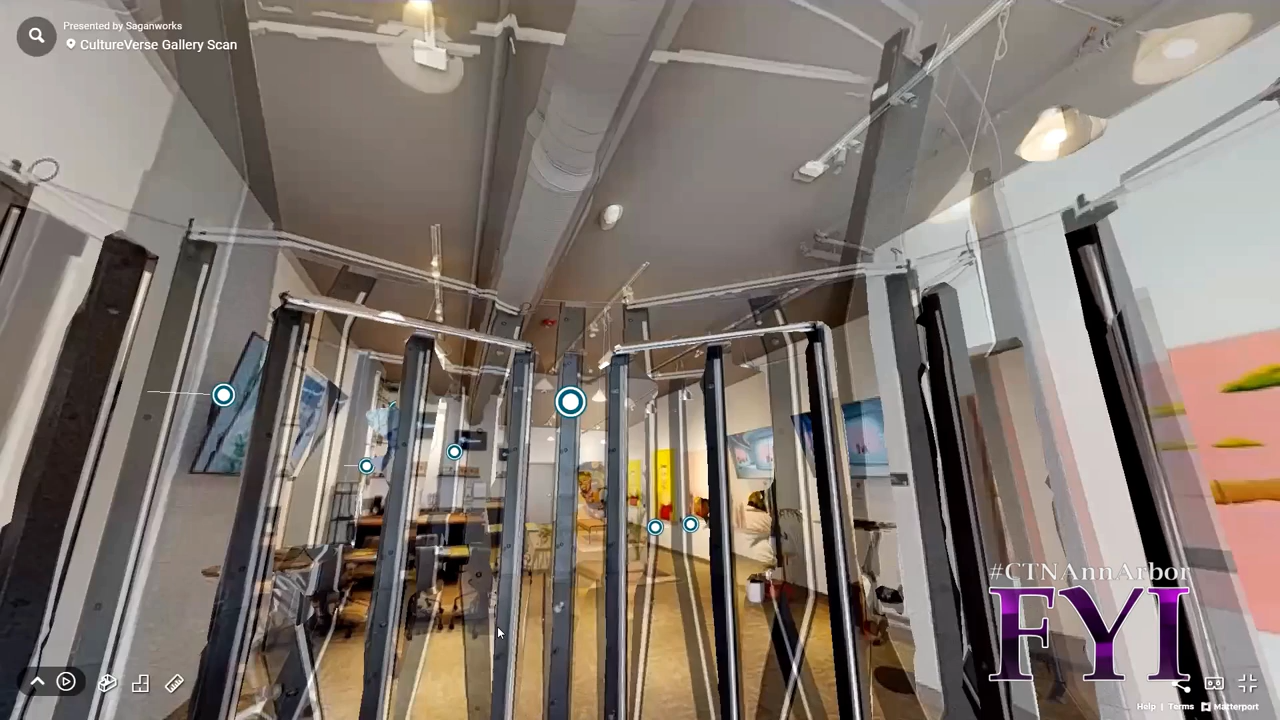 Presented by Saganworks
CultureVerse Gallery Scan
#CTNAnnArbor
FYI
Help | Terms Matterport